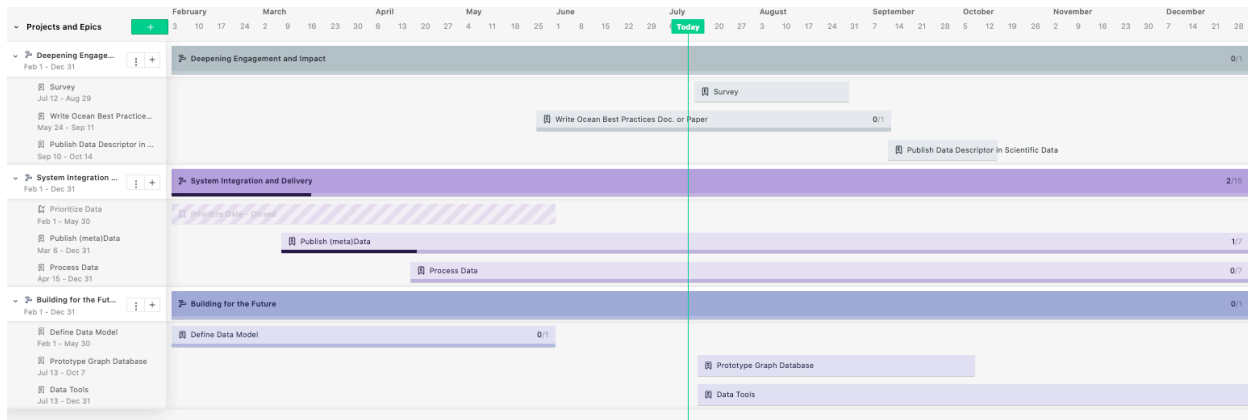 February March April May June July August September October November December
Projects and Epics + 3 10 17 24 2 9 16 23 30 6 13 20 27 4 11 18 25 1 8 15 22 29 Today 20 27 3 10 17 24 31 7 14 21 28 5 12 19 26 2 9 16 23 30 7 14 21 28
Deepening Engage...
Feb 1 - Dec 31
Deepening Engagement and Impact 0/1
Survey
Jul 12 - Aug 29
Survey
Write Ocean Best Practice...
May 24 - Sep 11
Write Ocean Best Practices Doc. or Paper 0/1
Publish Data Descriptor in ...
Sep 10 - Oct 14
Publish Data Descriptor in Scientific Data
System Integration ...
Feb 1 - Dec 31
System Integration and Delivery 2/15
Prioritize Data
Feb 1 - May 30
Prioritize Data - Closed
Publish (meta)Data
Mar 6 - Dec 31
Publish (meta)Data 1/7
Process Data
Apr 15 - Dec 31
Process Data 0/7
Building for the Fut...
Feb 1 - Dec 31
Building for the Future 0/1
Define Data Model
Feb 1 - May 30
Define Data Model 0/1
Prototype Graph Database
Jul 13 - Oct 7
Prototype Graph Database
Data Tools
Jul 13 - Dec 31
Data Tools